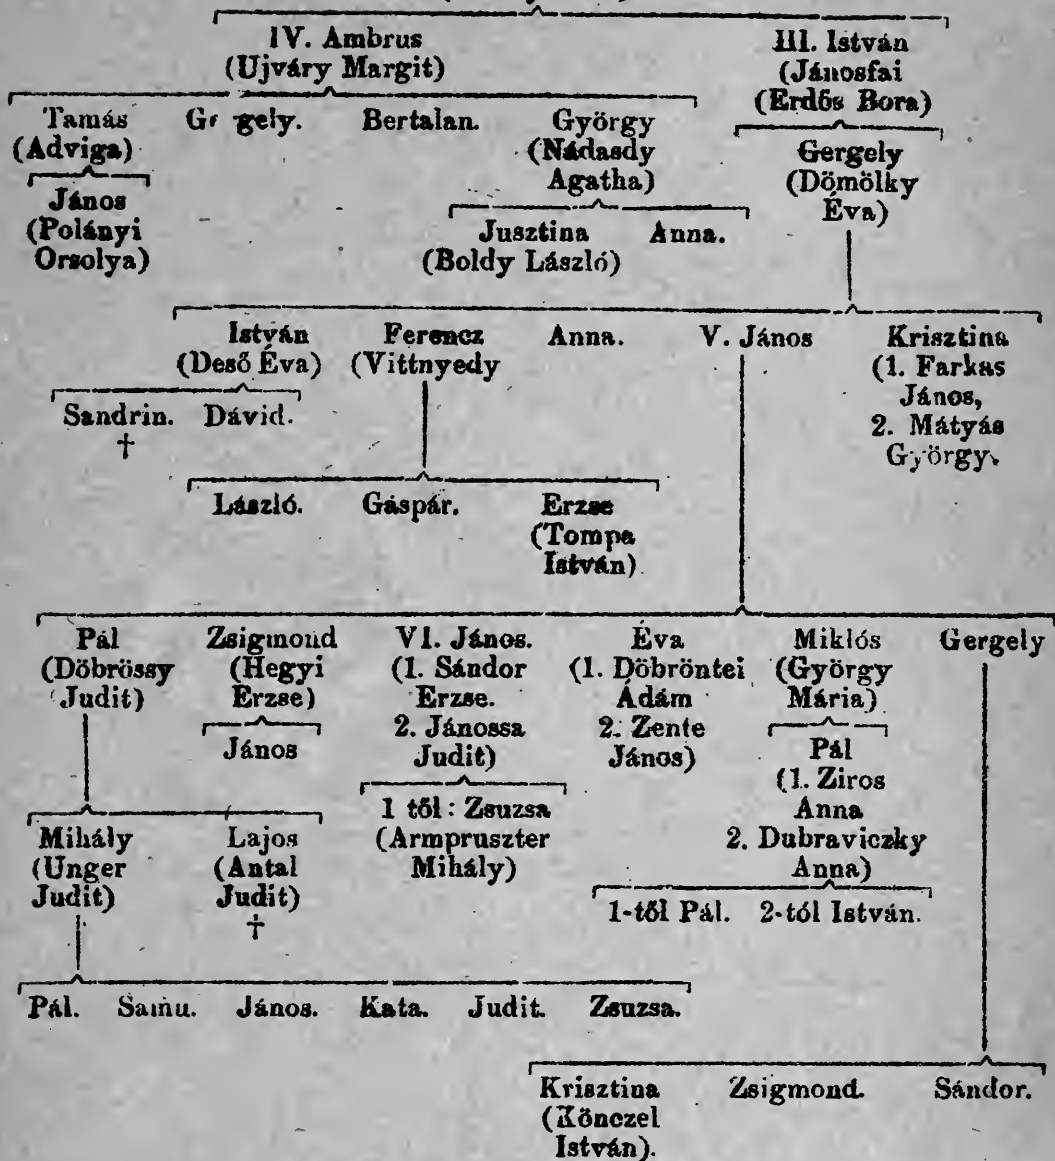 IV. Ambrus III. István
(Ujváry Margit) (Jánosfai
(Erdős Bora)
Tamás Gergely. Bertalan. György
(Adviga) (Nádasdy Gergely
Agatha) (Dömölky
János Éva)
(Polányi Jusztina Anna.
Orsolya) (Boldy László)
István Ferencz Anna. V. János Krisztina
(Deső Éva) (Vittnyedy (1. Farkas
János,
Sandrin. Dávid. 2. Mátyás
† György.
László. Gáspár. Erzse
(Tompa
István)
Pál Zsigmond VI. János. Éva Miklós Gergely
(Döbrössy (Hegyi (1. Sándor (1. Döbröntei (György
Judit) Erzse) Erzse. Ádám Mária)
2. Jánossa 2. Zente
János Judit) János) Pál
(1. Ziros
1 től: Zsuzsa Anna
Mihály Lajos (Armpruszter 2. Dubraviczky
(Unger (Antal Mihály) Anna)
Judit) Judit)
† 1-től Pál. 2-tól István.
Pál. Samu. János. Kata. Judit. Zsuzsa.
Krisztina Zsigmond. Sándor.
(Könczel
István).